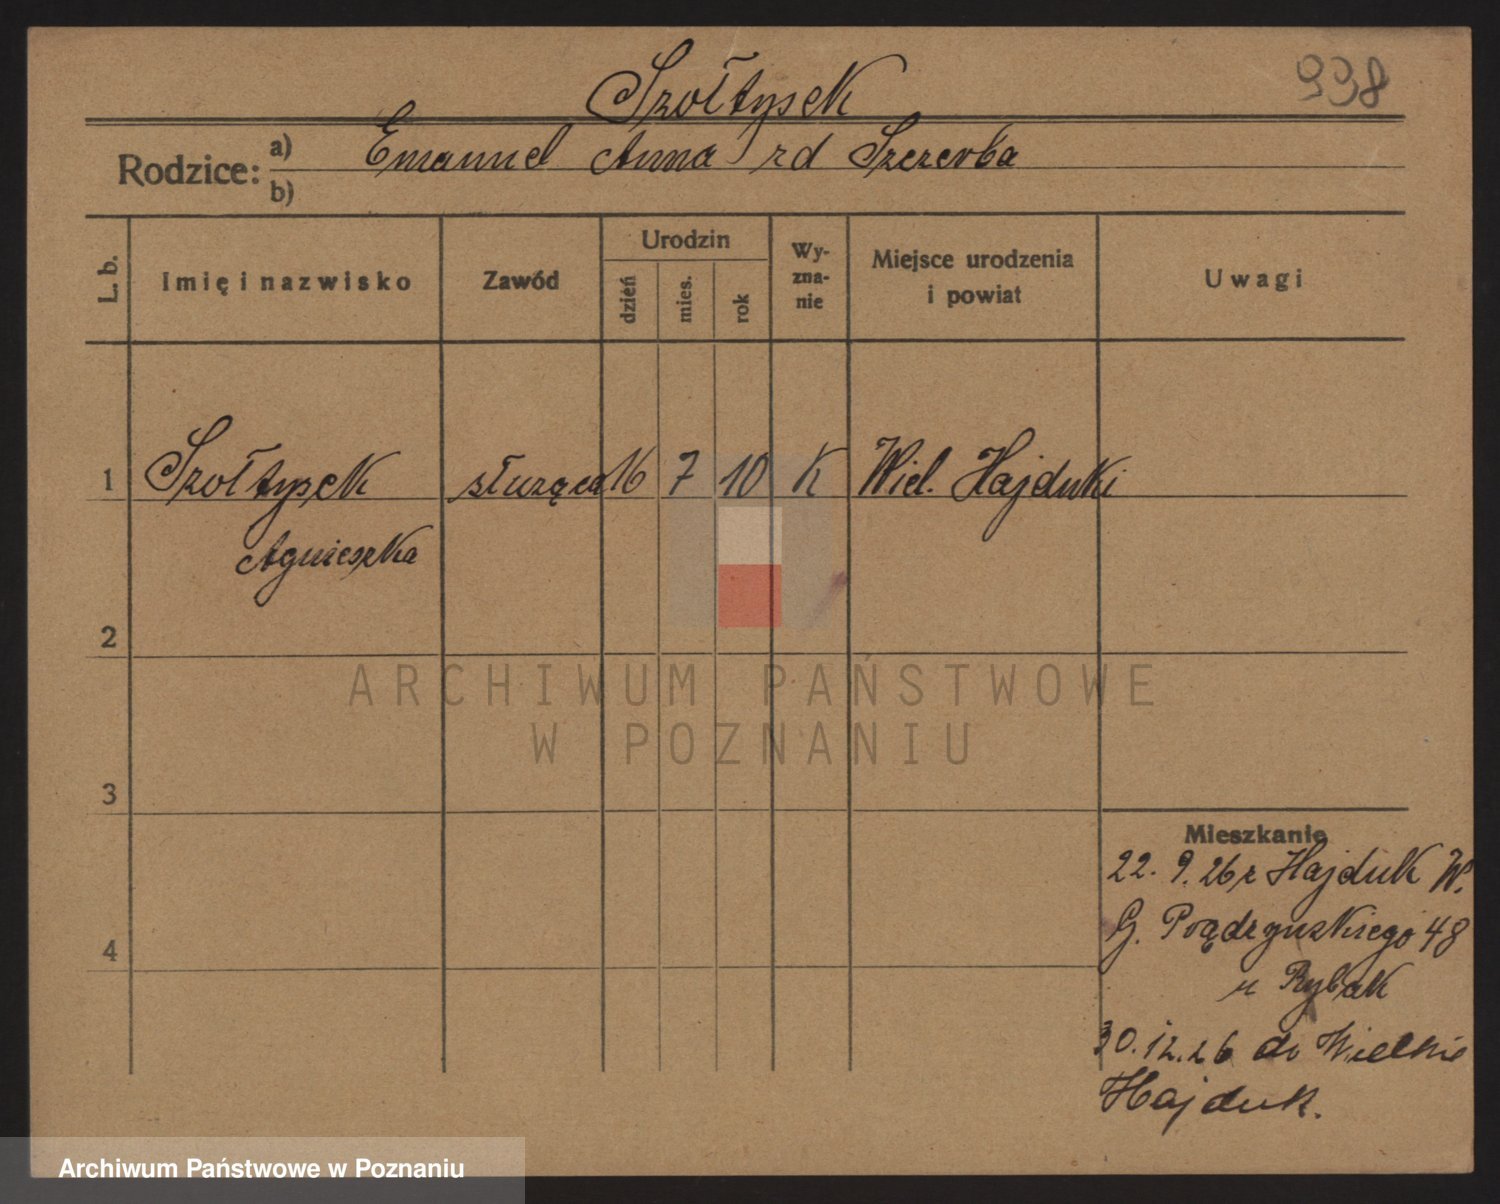 Szołtysek
938
Rodzice:
a) Emanuel Anna rd Szczerba
b)
L. b.
Imię i nazwisko
Zawód
Urodzin
dzień
mies.
rok
Wy-
zna-
nie
Miejsce urodzenia
i powiat
Uwagi
1 Szołtysek służąca 16 7 10 K Wiel. Hajduki
Agnieszka
2
3
4
Mieszkanie
22. 9. 26 z Hajduk W.
G. 48
u Rybak
30.12.26 do Wielkie
Hajduk.
ARCHIWUM PAŃSTWOWE
W POZNANIU
Archiwum Państwowe w Poznaniu